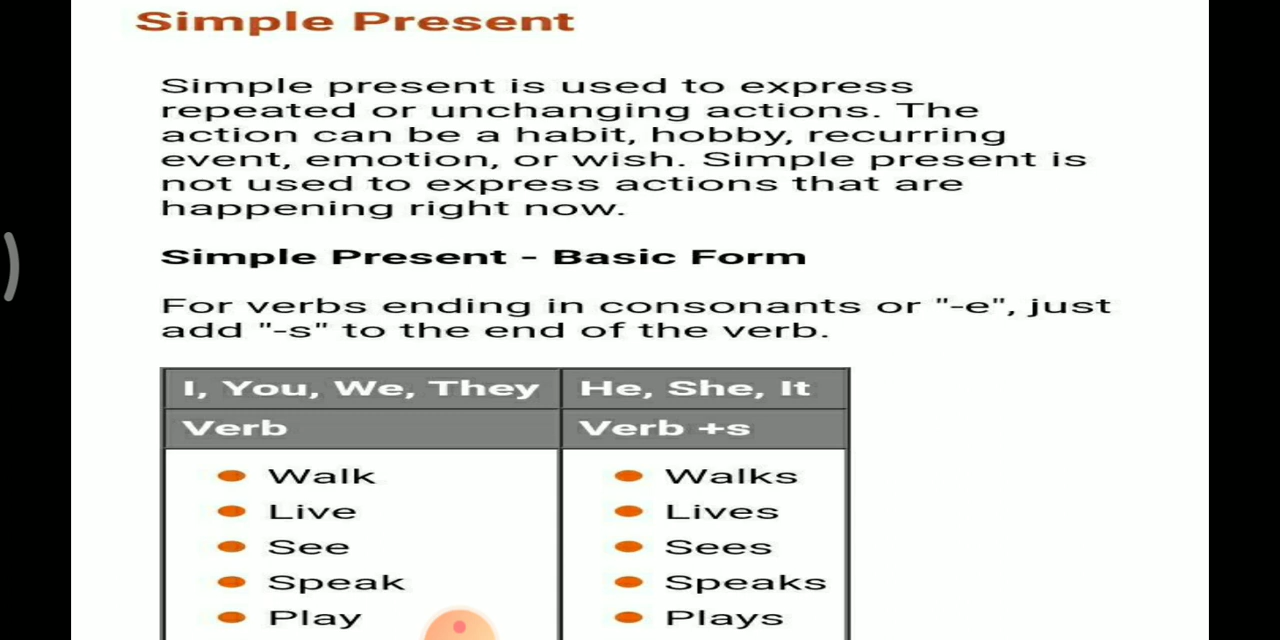 Simple Present
Simple present is used to express
repeated or unchanging actions. The
action can be a habit, hobby, recurring
event, emotion, or wish. Simple present is
not used to express actions that are
happening right now.
Simple Present - Basic Form
For verbs ending in consonants or "-e", just
add "-s" to the end of the verb.
I, You, We, They He, She, It
Verb Verb +s
Walk Walks
Live Lives
See Sees
Speak Speaks
Play Plays